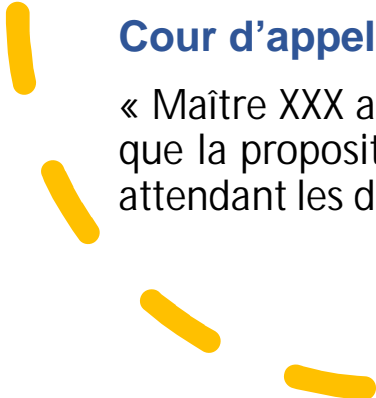 Cour d’appel
« Maître XXX a
que la proposit
attendant les d